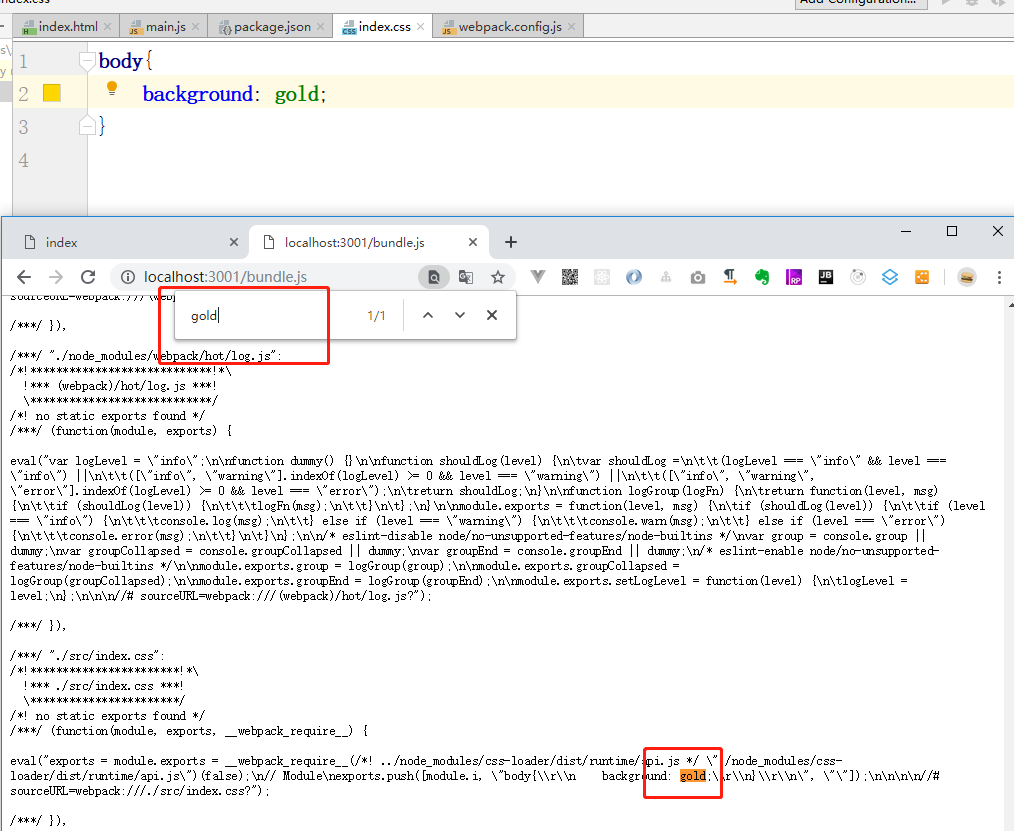 index.css
Add Configuration...
index.html
main.js
package.json
index.css
webpack.config.js
1 body{
2 background: gold;
3 }
4
index
localhost:3001/bundle.js
localhost:3001/bundle.js
gold 1/1
/***/ }),
/***/ "./node_modules/webpack/hot/log.js":
/*!****************************!*\
!*** (webpack)/hot/log.js ***!
\****************************/
/*! no static exports found */
/***/ (function(module, exports) {
eval("var logLevel = \"info\";\n\nfunction dummy() {}\n\nfunction shouldLog(level) {\n\tvar shouldLog =\n\t\t(logLevel === \"info\" && level ===
\"info\") ||\n\t\t([\"info\", \"warning\"].indexOf(logLevel) >= 0 && level === \"warning\") ||\n\t\t([\"info\", \"warning\",
\"error\"].indexOf(logLevel) >= 0 && level === \"error\");\n\treturn shouldLog;\n}\n\nfunction logGroup(logFn) {\n\treturn function(level, msg)
{\n\t\tif (shouldLog(level)) {\n\t\t\tlogFn(msg);\n\t\t}\n\t};\n}\n\nmodule.exports = function(level, msg) {\n\tif (shouldLog(level)) {\n\t\tif (level
=== \"info\") {\n\t\t\tconsole.log(msg);\n\t\t} else if (level === \"warning\") {\n\t\t\tconsole.warn(msg);\n\t\t} else if (level === \"error\")
{\n\t\t\tconsole.error(msg);\n\t\t}\n\t}\n};\n\n/* eslint-disable node/no-unsupported-features/node-builtins */\nvar group = console.group ||
dummy;\nvar groupCollapsed = console.groupCollapsed || dummy;\nvar groupEnd = console.groupEnd || dummy;\n/* eslint-enable node/no-unsupported-
features/node-builtins */\n\nmodule.exports.group = logGroup(group);\n\nmodule.exports.groupCollapsed =
logGroup(groupCollapsed);\n\nmodule.exports.groupEnd = logGroup(groupEnd);\n\nmodule.exports.setLogLevel = function(level) {\n\tlogLevel =
level;\n};\n\n\n//# sourceURL=webpack:///(webpack)/hot/log.js?");
/***/ }),
/***/ "./src/index.css":
/*!***********************!*\
!*** ./src/index.css ***!
\***********************/
/*! no static exports found */
/***/ (function(module, exports, __webpack_require__) {
eval("exports = module.exports = __webpack_require__(/*! ../node_modules/css-loader/dist/runtime/api.js */ \"./node_modules/css-
loader/dist/runtime/api.js\")(false);\n// Module\nexports.push([module.i, \"body{\\r\\n    background: gold;\\r\\n}\\r\\n\", \"\"]);\n\n\n\n//#
sourceURL=webpack:///./src/index.css?");
/***/ }),